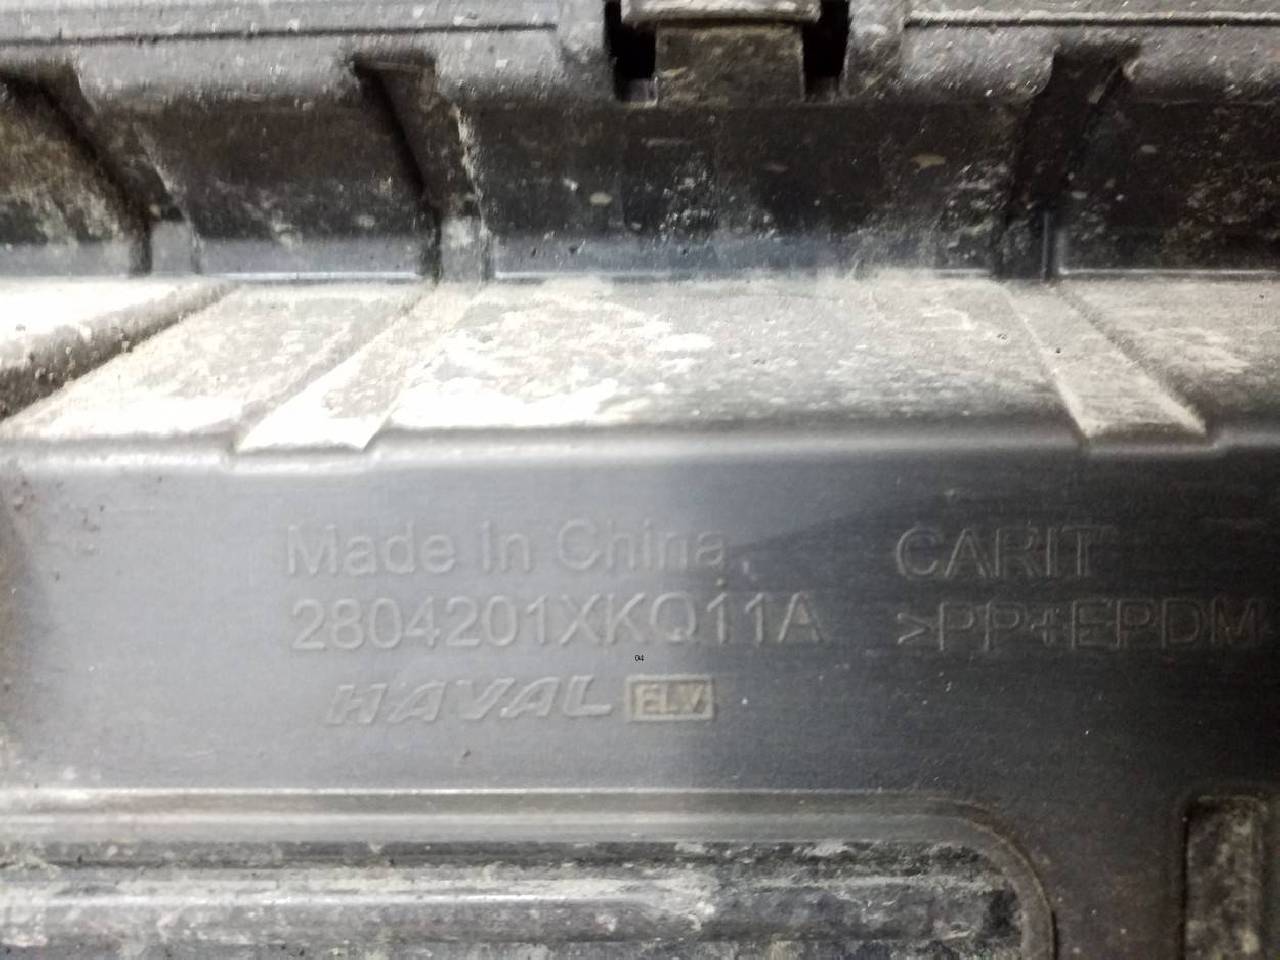 Made In China
CARIT
2804201XKQ11A
>PP+EPDM
HAVAL ELV